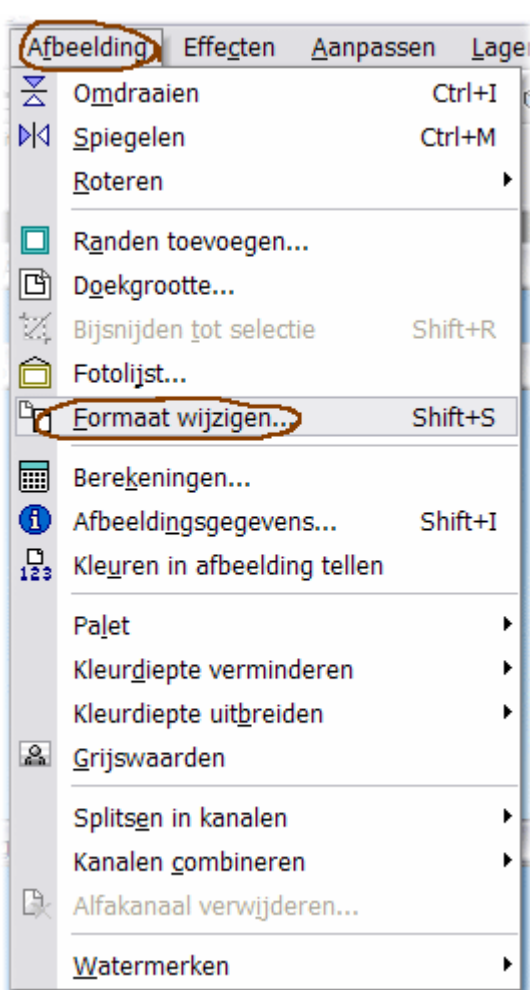 Afbeelding Effecten Aanpassen Lagen
Omdraaien Ctrl+I
Spiegelen Ctrl+M
Roteren
Randen toevoegen...
Doekgrootte...
Bijsnijden tot selectie Shift+R
Fotolijst...
Formaat wijzigen... Shift+S
Berekeningen...
Afbeeldingsgegevens... Shift+I
123
Kleuren in afbeelding tellen
Palet
Kleurdiepte verminderen
Kleurdiepte uitbreiden
Grijswaarden
Splitsen in kanalen
Kanalen combineren
Alfakanaal verwijderen...
Watermerken